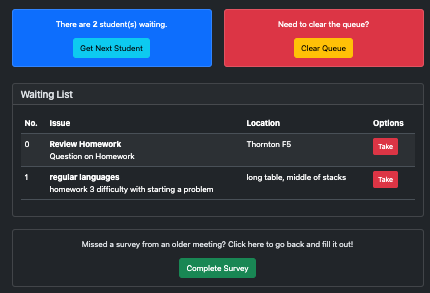 There are 2 student(s) waiting.
Get Next Student
Need to clear the queue?
Clear Queue
Waiting List
No. Issue Location Options
0 Review Homework Thornton F5 Take
Question on Homework
1 regular languages long table, middle of stacks Take
homework 3 difficulty with starting a problem
Missed a survey from an older meeting? Click here to go back and fill it out!
Complete Survey